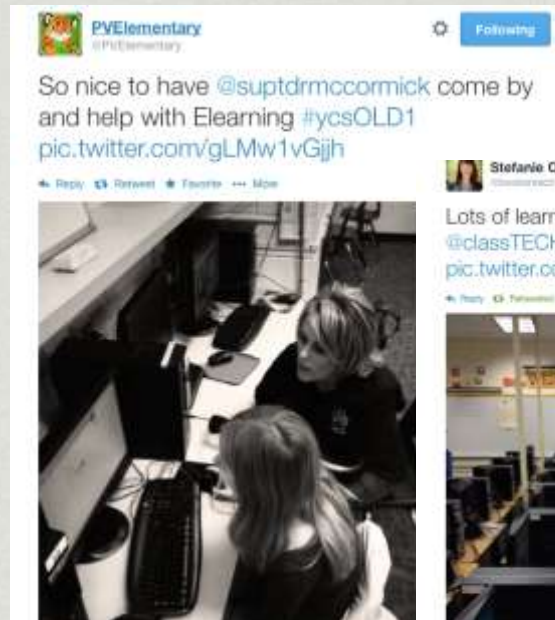 PVElementary
@PVElementary
Following
So nice to have @suptdrmccormick come by
and help with Elearning #ycsOLD1
pic.twitter.com/gLMw1vGjjh
Reply Retweet Favorite More
Stefanie
Lots of learn
@classTECH
pic.twitter.co
Reply